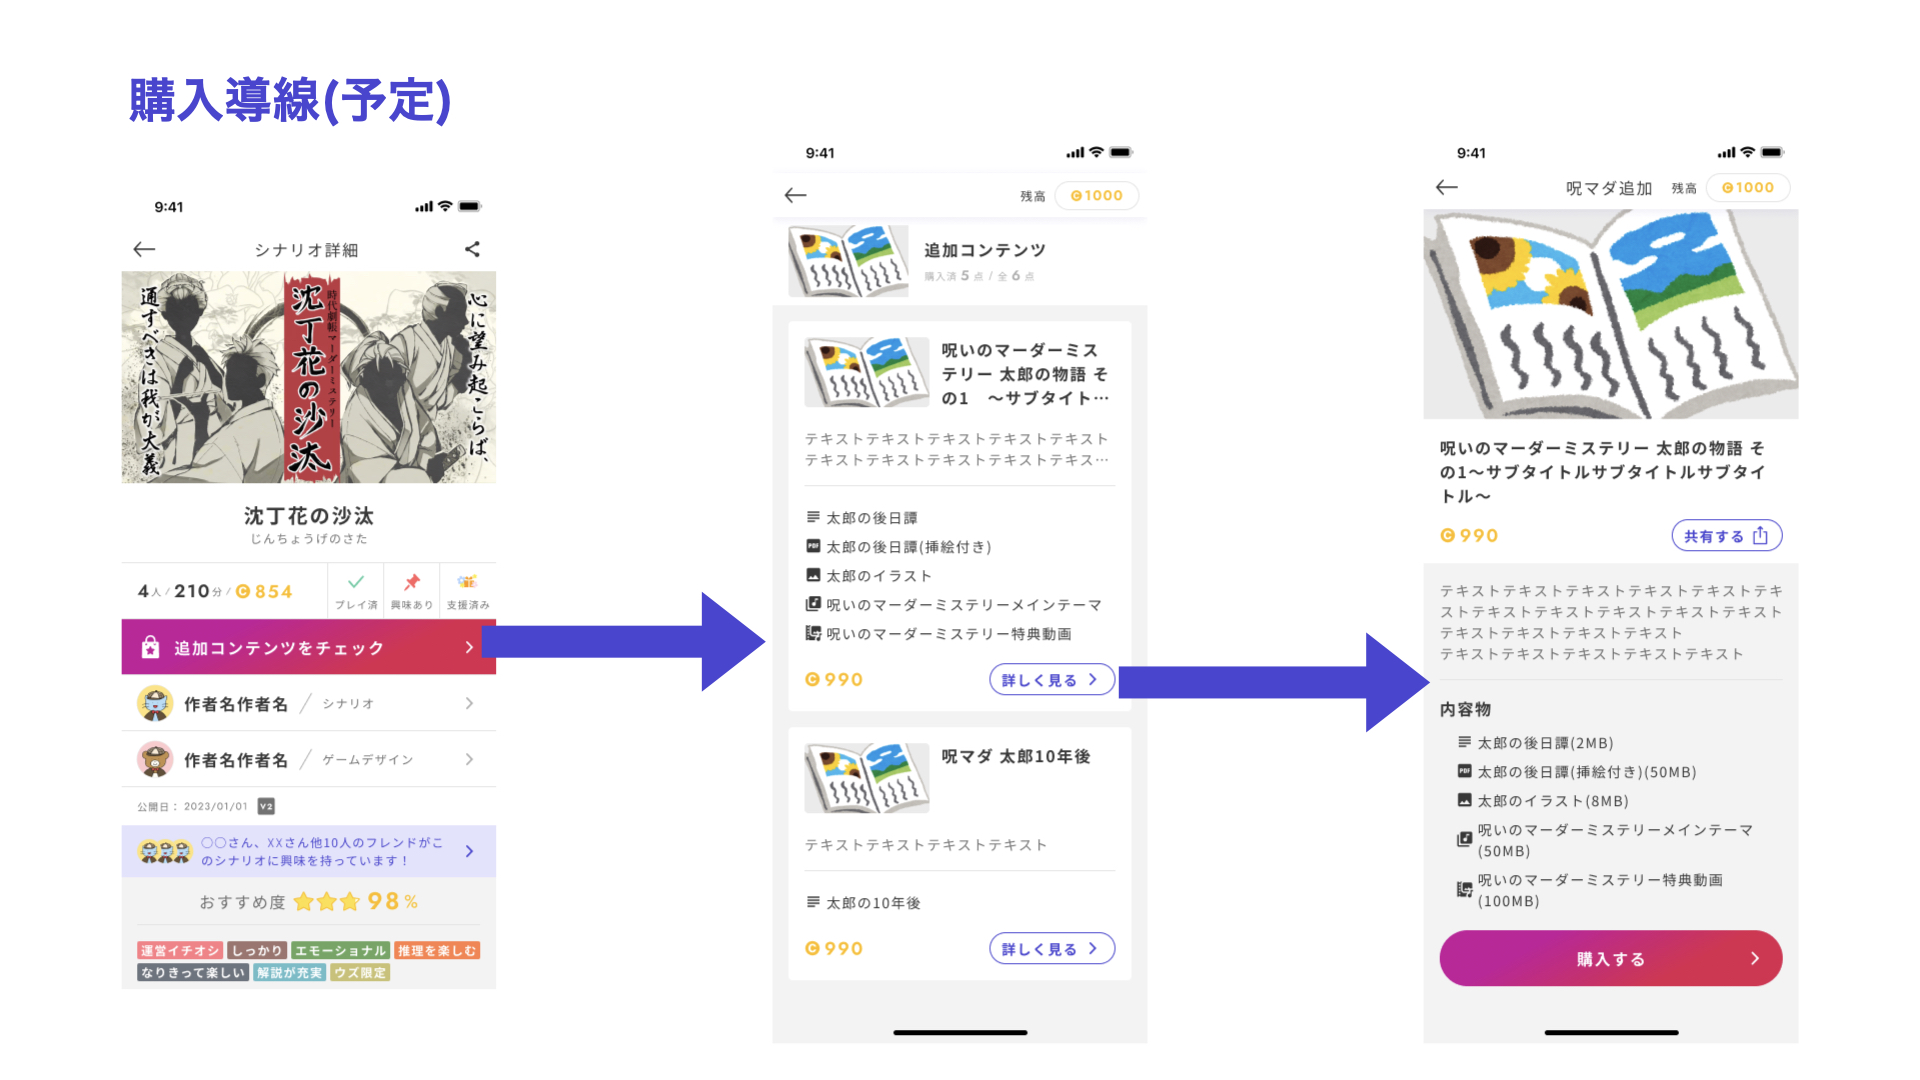 購入導線(予定)
9:41
シナリオ詳細
心に望み起こらば、
時代劇風マーダーミステリー
沈丁花の沙汰
通すべきは我が大義
沈丁花の沙汰
じんちょうげのさた
4人 / 210分 / C 854
プレイ済
興味あり
支援済み
追加コンテンツをチェック
作者名作者名 / シナリオ
作者名作者名 / ゲームデザイン
公開日： 2023/01/01 V2
〇〇さん、XXさん他10人のフレンドがこ
のシナリオに興味を持っています！
おすすめ度 98 %
運営イチオシ しっかり エモーショナル 推理を楽しむ
なりきって楽しい 解説が充実 ウズ限定
9:41
残高 C 1000
追加コンテンツ
購入済 5 点 / 全 6 点
呪いのマーダーミス
テリー 太郎の物語 そ
の1　～サブタイト…
テキストテキストテキストテキストテキスト
テキストテキストテキストテキストテキス…
太郎の後日譚
PDF 太郎の後日譚(挿絵付き)
太郎のイラスト
呪いのマーダーミステリーメインテーマ
呪いのマーダーミステリー特典動画
C 990
詳しく見る
呪マダ 太郎10年後
テキストテキストテキストテキスト
太郎の10年後
C 990
詳しく見る
9:41
呪マダ追加 残高 C 1000
呪いのマーダーミステリー 太郎の物語 そ
の1～サブタイトルサブタイトルサブタイ
トル～
C 990
共有する
テキストテキストテキストテキストテキストテキ
ストテキストテキストテキストテキストテキスト
テキストテキストテキストテキスト
テキストテキストテキストテキストテキスト
内容物
太郎の後日譚(2MB)
PDF 太郎の後日譚(挿絵付き)(50MB)
太郎のイラスト(8MB)
呪いのマーダーミステリーメインテーマ
(50MB)
呪いのマーダーミステリー特典動画
(100MB)
購入する